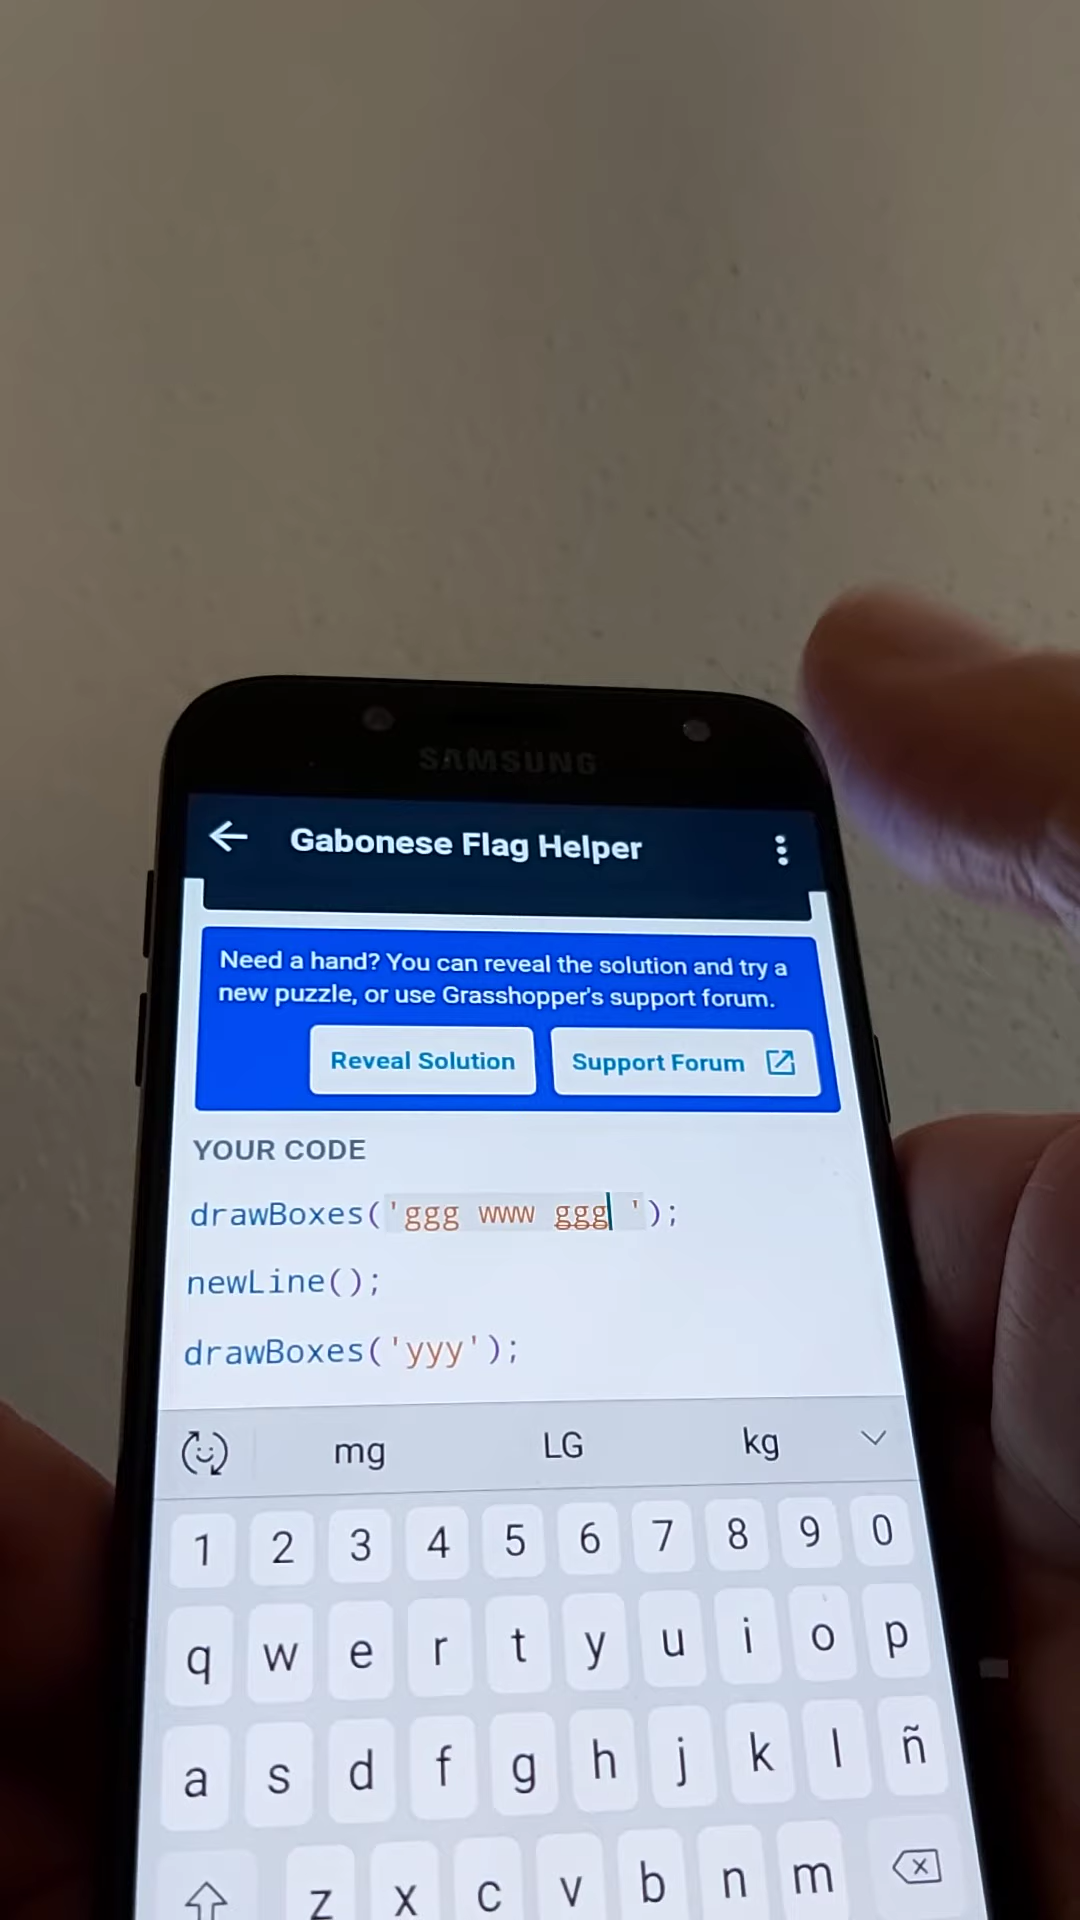 SAMSUNG
Gabonese Flag Helper
Need a hand? You can reveal the solution and try a
new puzzle, or use Grasshopper's support forum.
Reveal Solution
Support Forum
YOUR CODE
drawBoxes('ggg www ggg ');
newLine();
drawBoxes('yyy');
mg LG kg
1 2 3 4 5 6 7 8 9 0
q w e r t y u i o p
a s d f g h j k l ñ
z x c v b n m